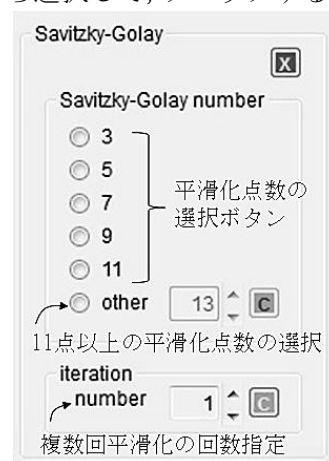 Savitzky-Golay
X
Savitzky-Golay number
3
5
7
9
11
平滑化点数の
選択ボタン
other 13 C
11点以上の平滑化点数の選択
iteration
number 1 C
複数回平滑化の回数指定